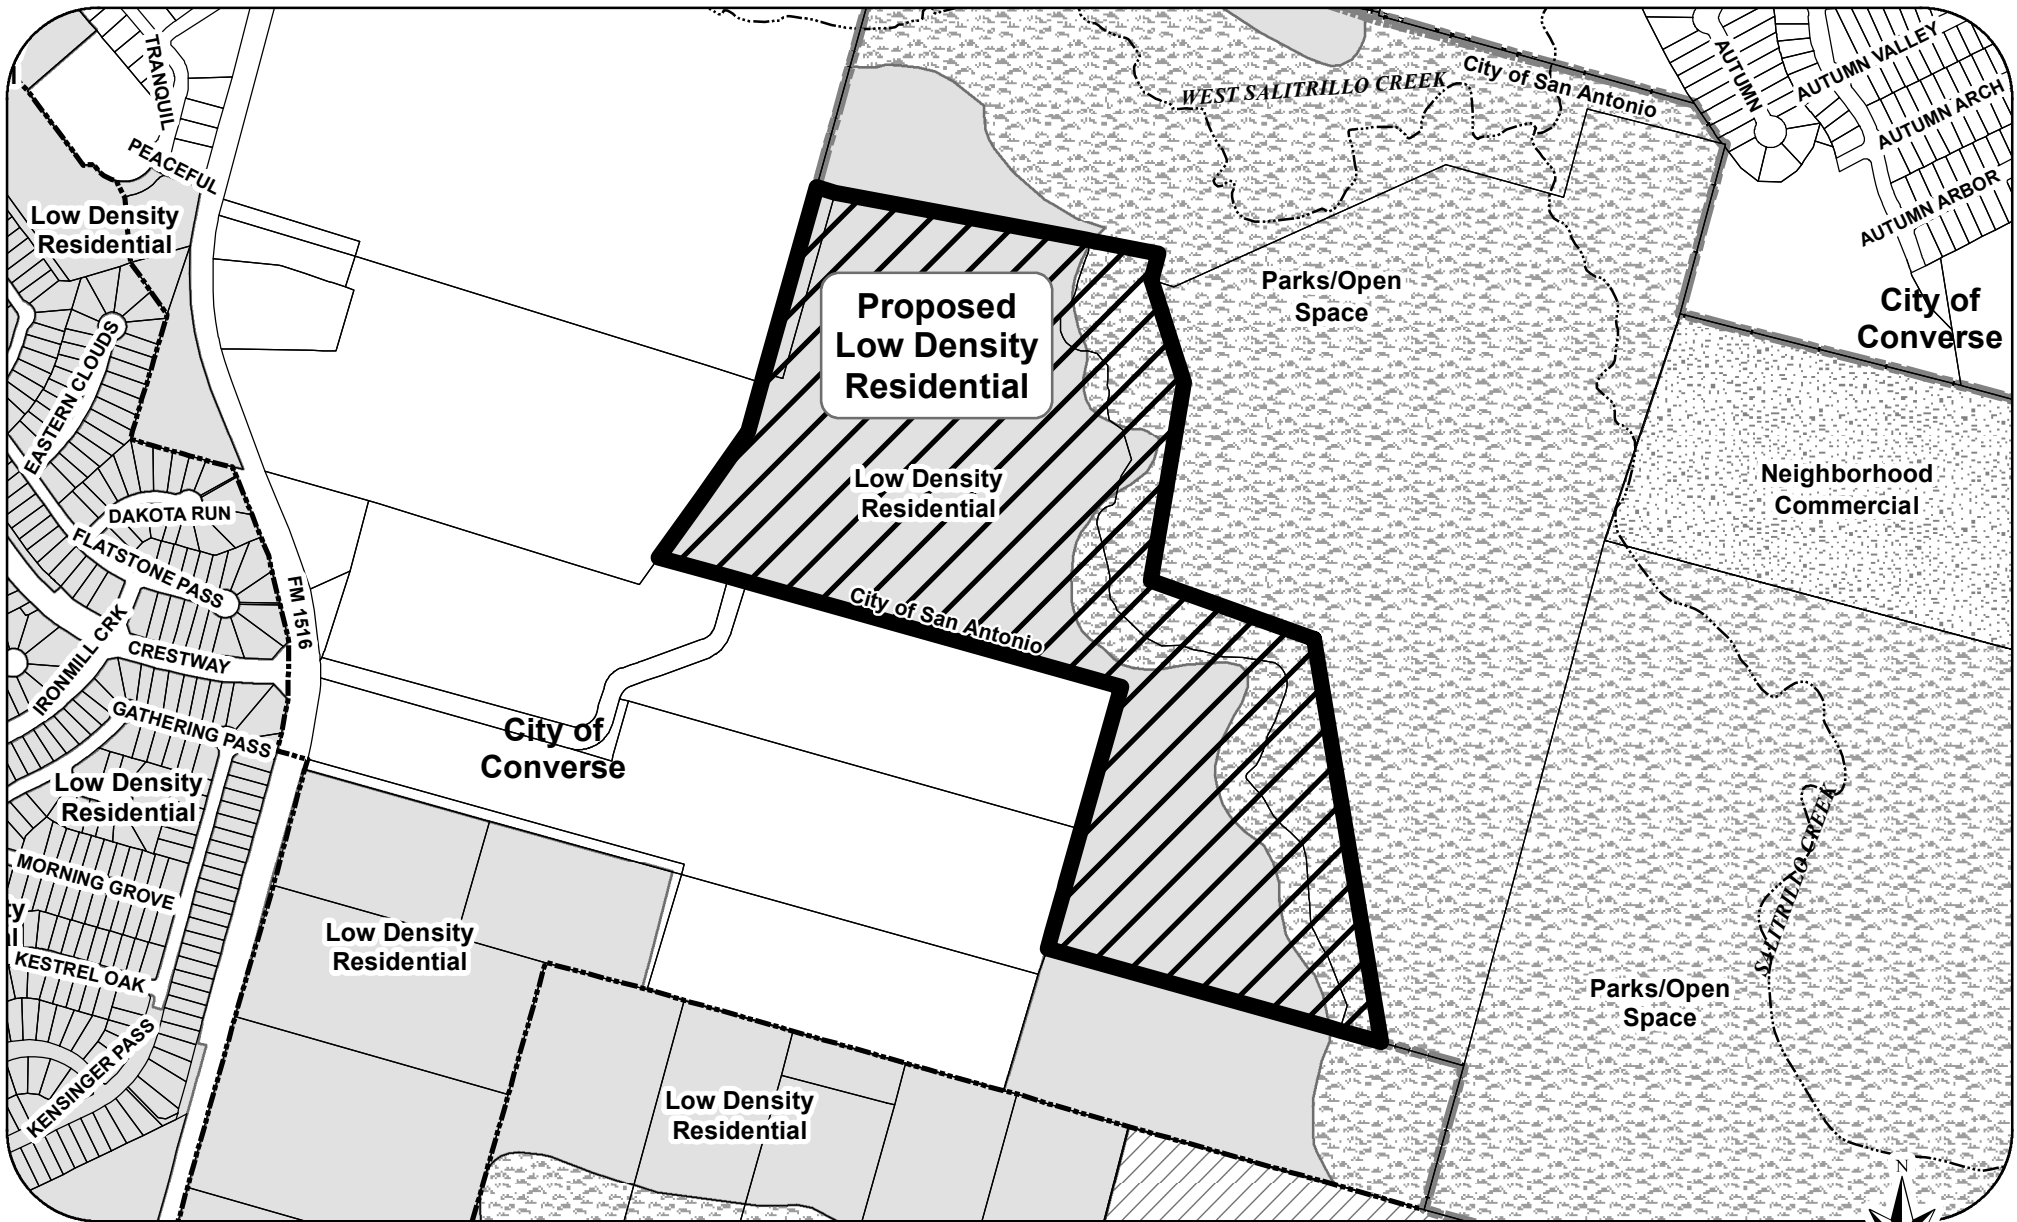 TRANQUIL
PEACEFUL
Low Density
Residential
EASTERN CLOUDS
DAKOTA RUN
FLATSTONE PASS
FM 1516
IRONMILL CRK
CRESTWAY
GATHERING PASS
Low Density
Residential
MORNING GROVE
KESTREL OAK
KENSINGER PASS
City of
Converse
Low Density
Residential
Low Density
Residential
Proposed
Low Density
Residential
Low Density
Residential
City of San Antonio
WEST SALITRILLO CREEK
City of San Antonio
Parks/Open
Space
AUTUMN
AUTUMN VALLEY
AUTUMN ARCH
AUTUMN ARBOR
City of
Converse
Neighborhood
Commercial
SALITRILLO CREEK
Parks/Open
Space
N